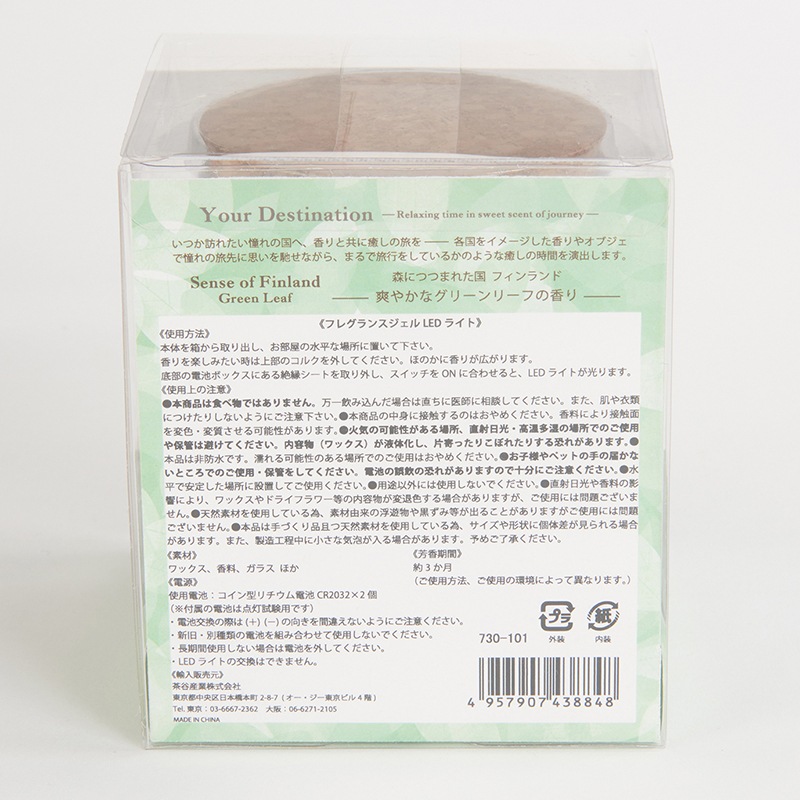 Your Destination —Relaxing time in sweet scent of journey—
いつか訪れたい憧れの国へ、香りと共に癒しの旅を —— 各国をイメージした香りやオブジェ
で憧れの旅先に思いを馳せながら、まるで旅行をしているかのような癒しの時間を演出します。
Sense of Finland
Green Leaf
森につつまれた国 フィンランド
—— 爽やかなグリーンリーフの香り ——
《フレグランスジェル LED ライト》
《使用方法》
本体を箱から取り出し、お部屋の水平な場所に置いて下さい。
香りを楽しみたい時は上部のコルクを外してください。ほのかに香りが広がります。
底部の電池ボックスにある絶縁シートを取り外し、スイッチを ON に合わせると、LED ライトが光ります。
《使用上の注意》
●本商品は食べ物ではありません。万一飲み込んだ場合は直ちに医師に相談してください。また、肌や衣類
につけたりしないようにご注意下さい。●本商品の中身に接触するのはおやめください。香料により接触面
を変色・変質させる可能性があります。●火気の可能性がある場所、直射日光・高温多湿の場所でのご使用
や保管は避けてください。内容物（ワックス）が液体化し、片寄ったりこぼれたりする恐れがあります。●
本品は非防水です。濡れる可能性のある場所でのご使用はおやめください。●お子様やペットの手の届かな
いところでのご使用・保管をしてください。電池の誤飲の恐れがありますので十分にご注意ください。●水
平で安定した場所に設置してご使用ください。●用途以外には使用しないでください。●直射日光や香料の影
響により、ワックスやドライフラワー等の内容物が変退色する場合がありますが、ご使用には問題ございま
せん。●天然素材を使用している為、素材由来の浮遊物や黒ずみ等が出ることがありますが使用には問題
ございません。●本品は手づくり品且つ天然素材を使用している為、サイズや形状に個体差が見られる場合
があります。また、製造工程中に小さな気泡が入る場合があります。予めご了承ください。
《素材》
ワックス、香料、ガラス ほか
《芳香期間》
約３か月
（ご使用方法、ご使用の環境によって異なります。）
《電源》
使用電池：コイン型リチウム電池 CR2032×２個
（※付属の電池は点灯試験用です）
・電池交換の際は (+) (−) の向きを間違えないようにご注意ください。
・新旧・別種類の電池を組み合わせて使用しないでください。
・長期間使用しない場合は電池を外してください。
・LED ライトの交換はできません。
《輸入販売元》
茶谷産業株式会社
東京都中央区日本橋本町 2-8-7（オー・ジー東京ビル４階）
Tel. 東京：03-6667-2362　大阪：06-6271-2105
MADE IN CHINA
プラ
外装
紙
内装
730-101
4 957907 438848